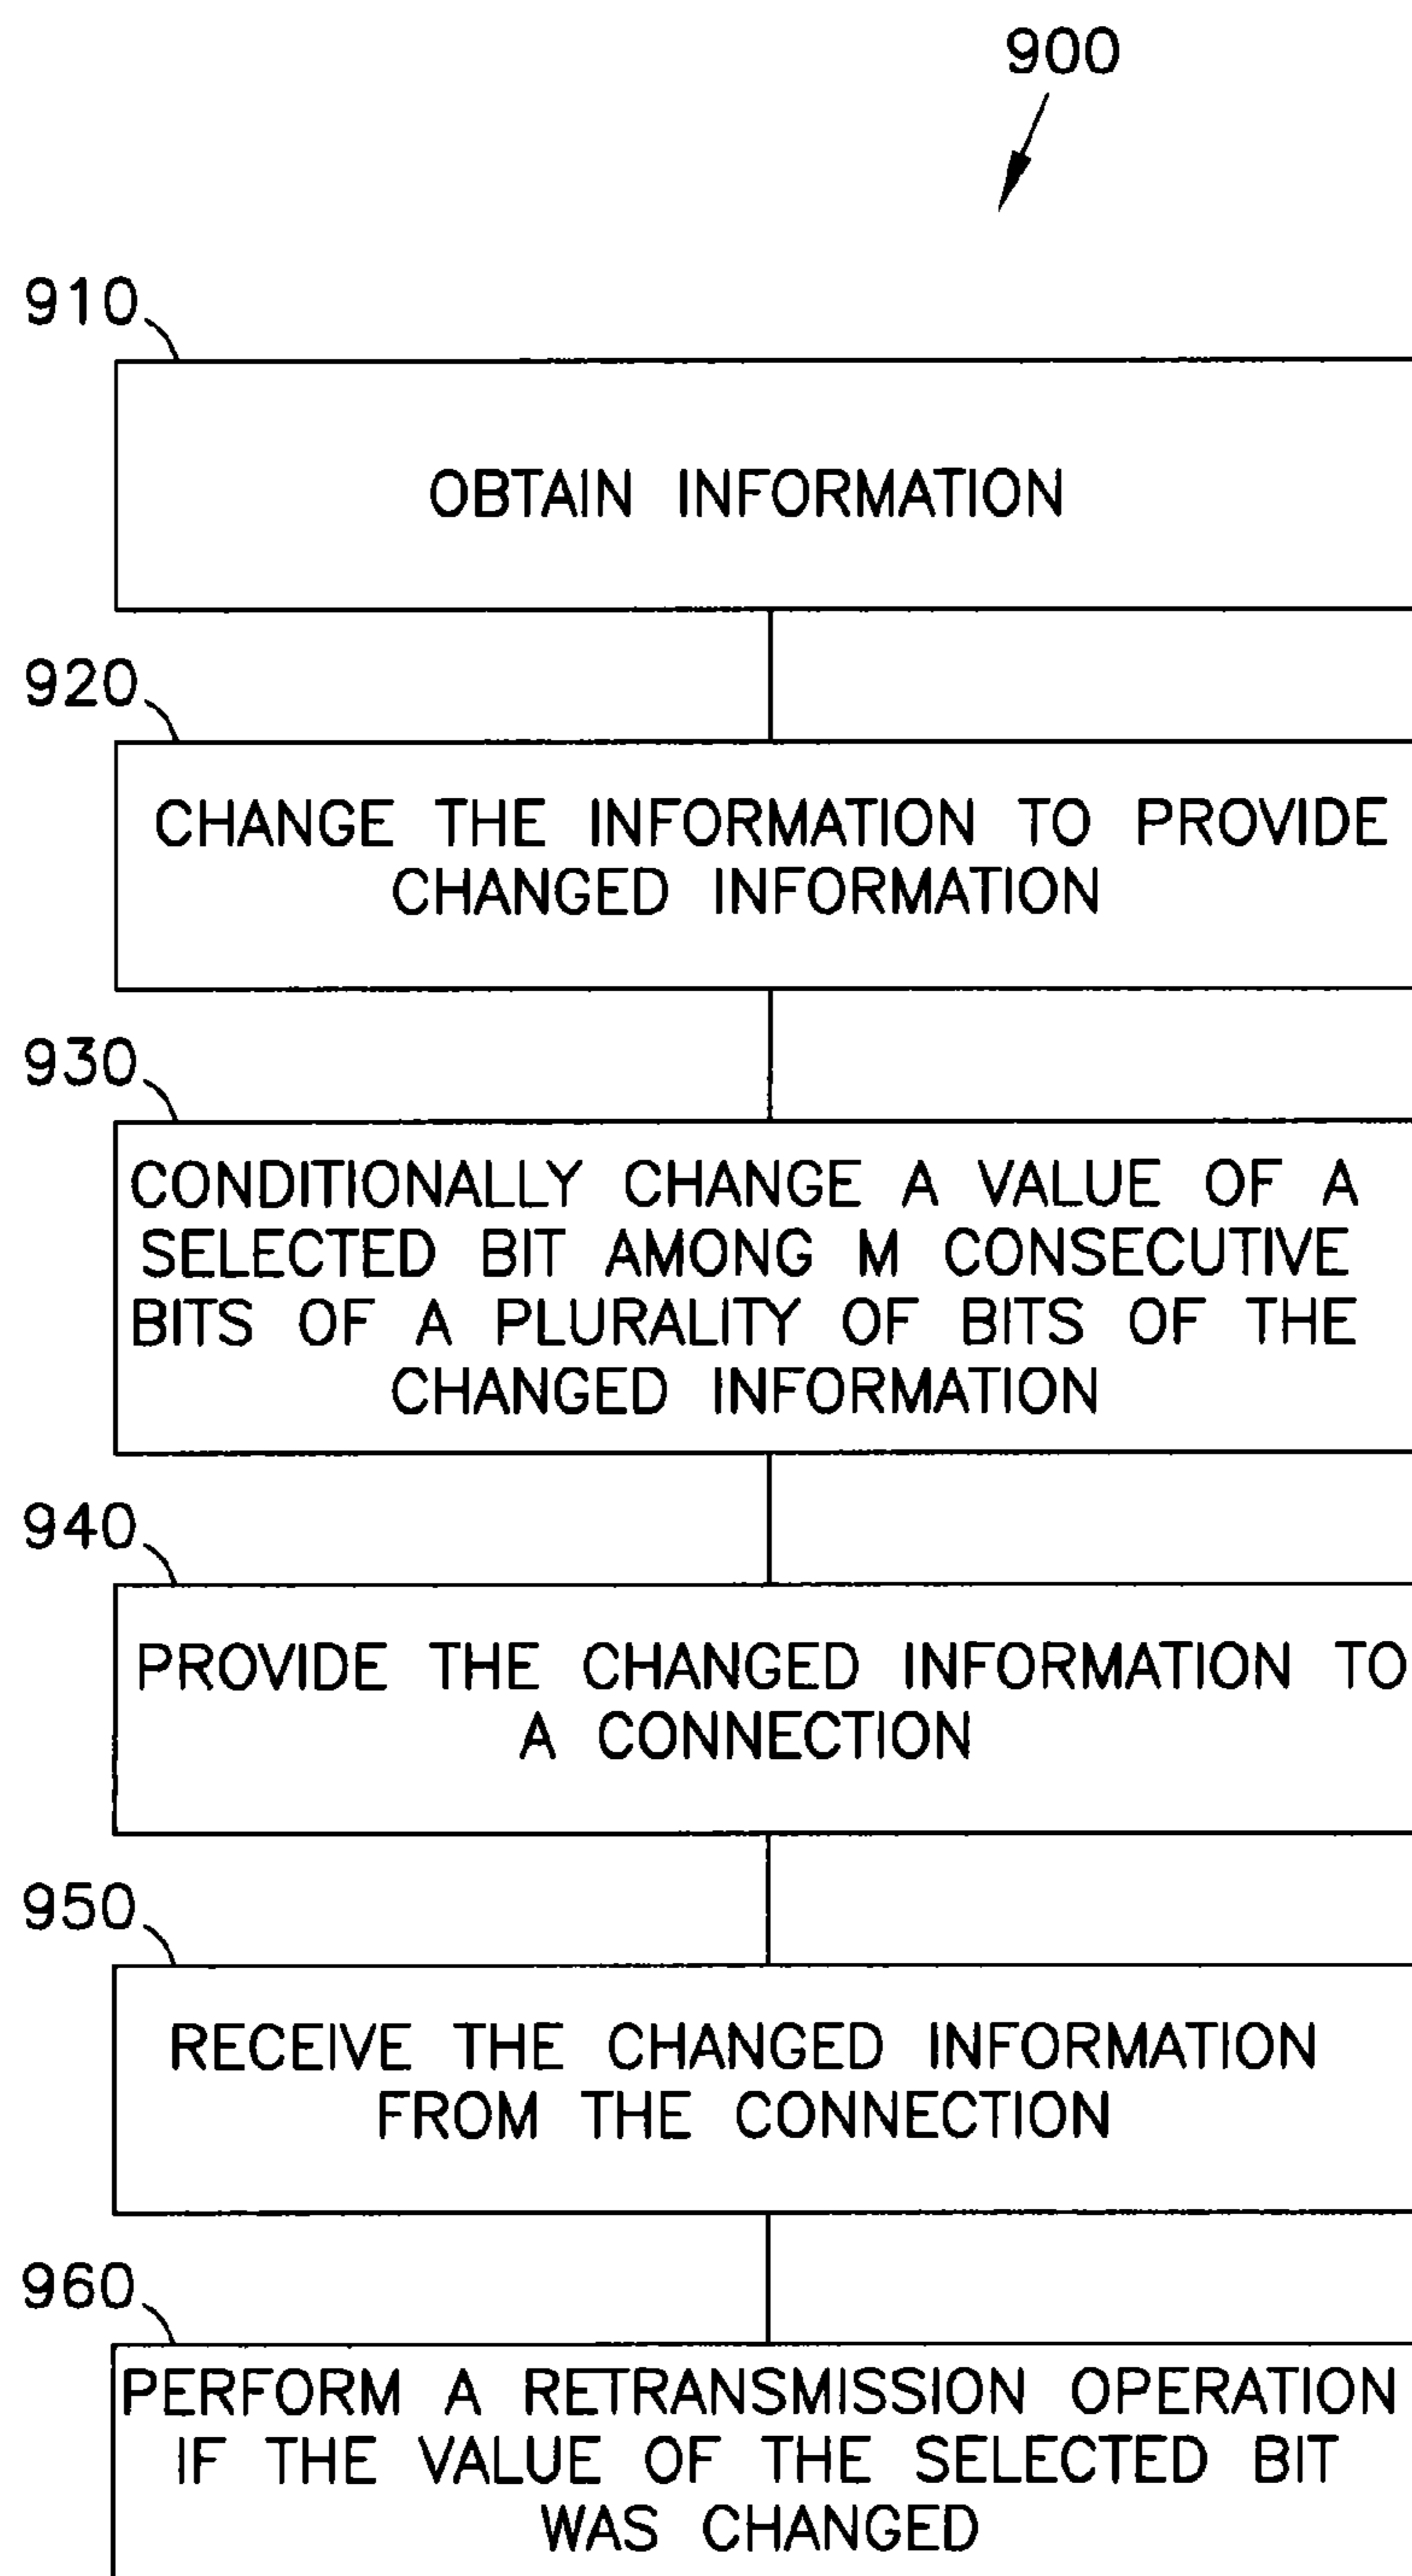 900
910
OBTAIN INFORMATION
920
CHANGE THE INFORMATION TO PROVIDE
CHANGED INFORMATION
930
CONDITIONALLY CHANGE A VALUE OF A
SELECTED BIT AMONG M CONSECUTIVE
BITS OF A PLURALITY OF BITS OF THE
CHANGED INFORMATION
940
PROVIDE THE CHANGED INFORMATION TO
A CONNECTION
950
RECEIVE THE CHANGED INFORMATION
FROM THE CONNECTION
960
PERFORM A RETRANSMISSION OPERATION
IF THE VALUE OF THE SELECTED BIT
WAS CHANGED